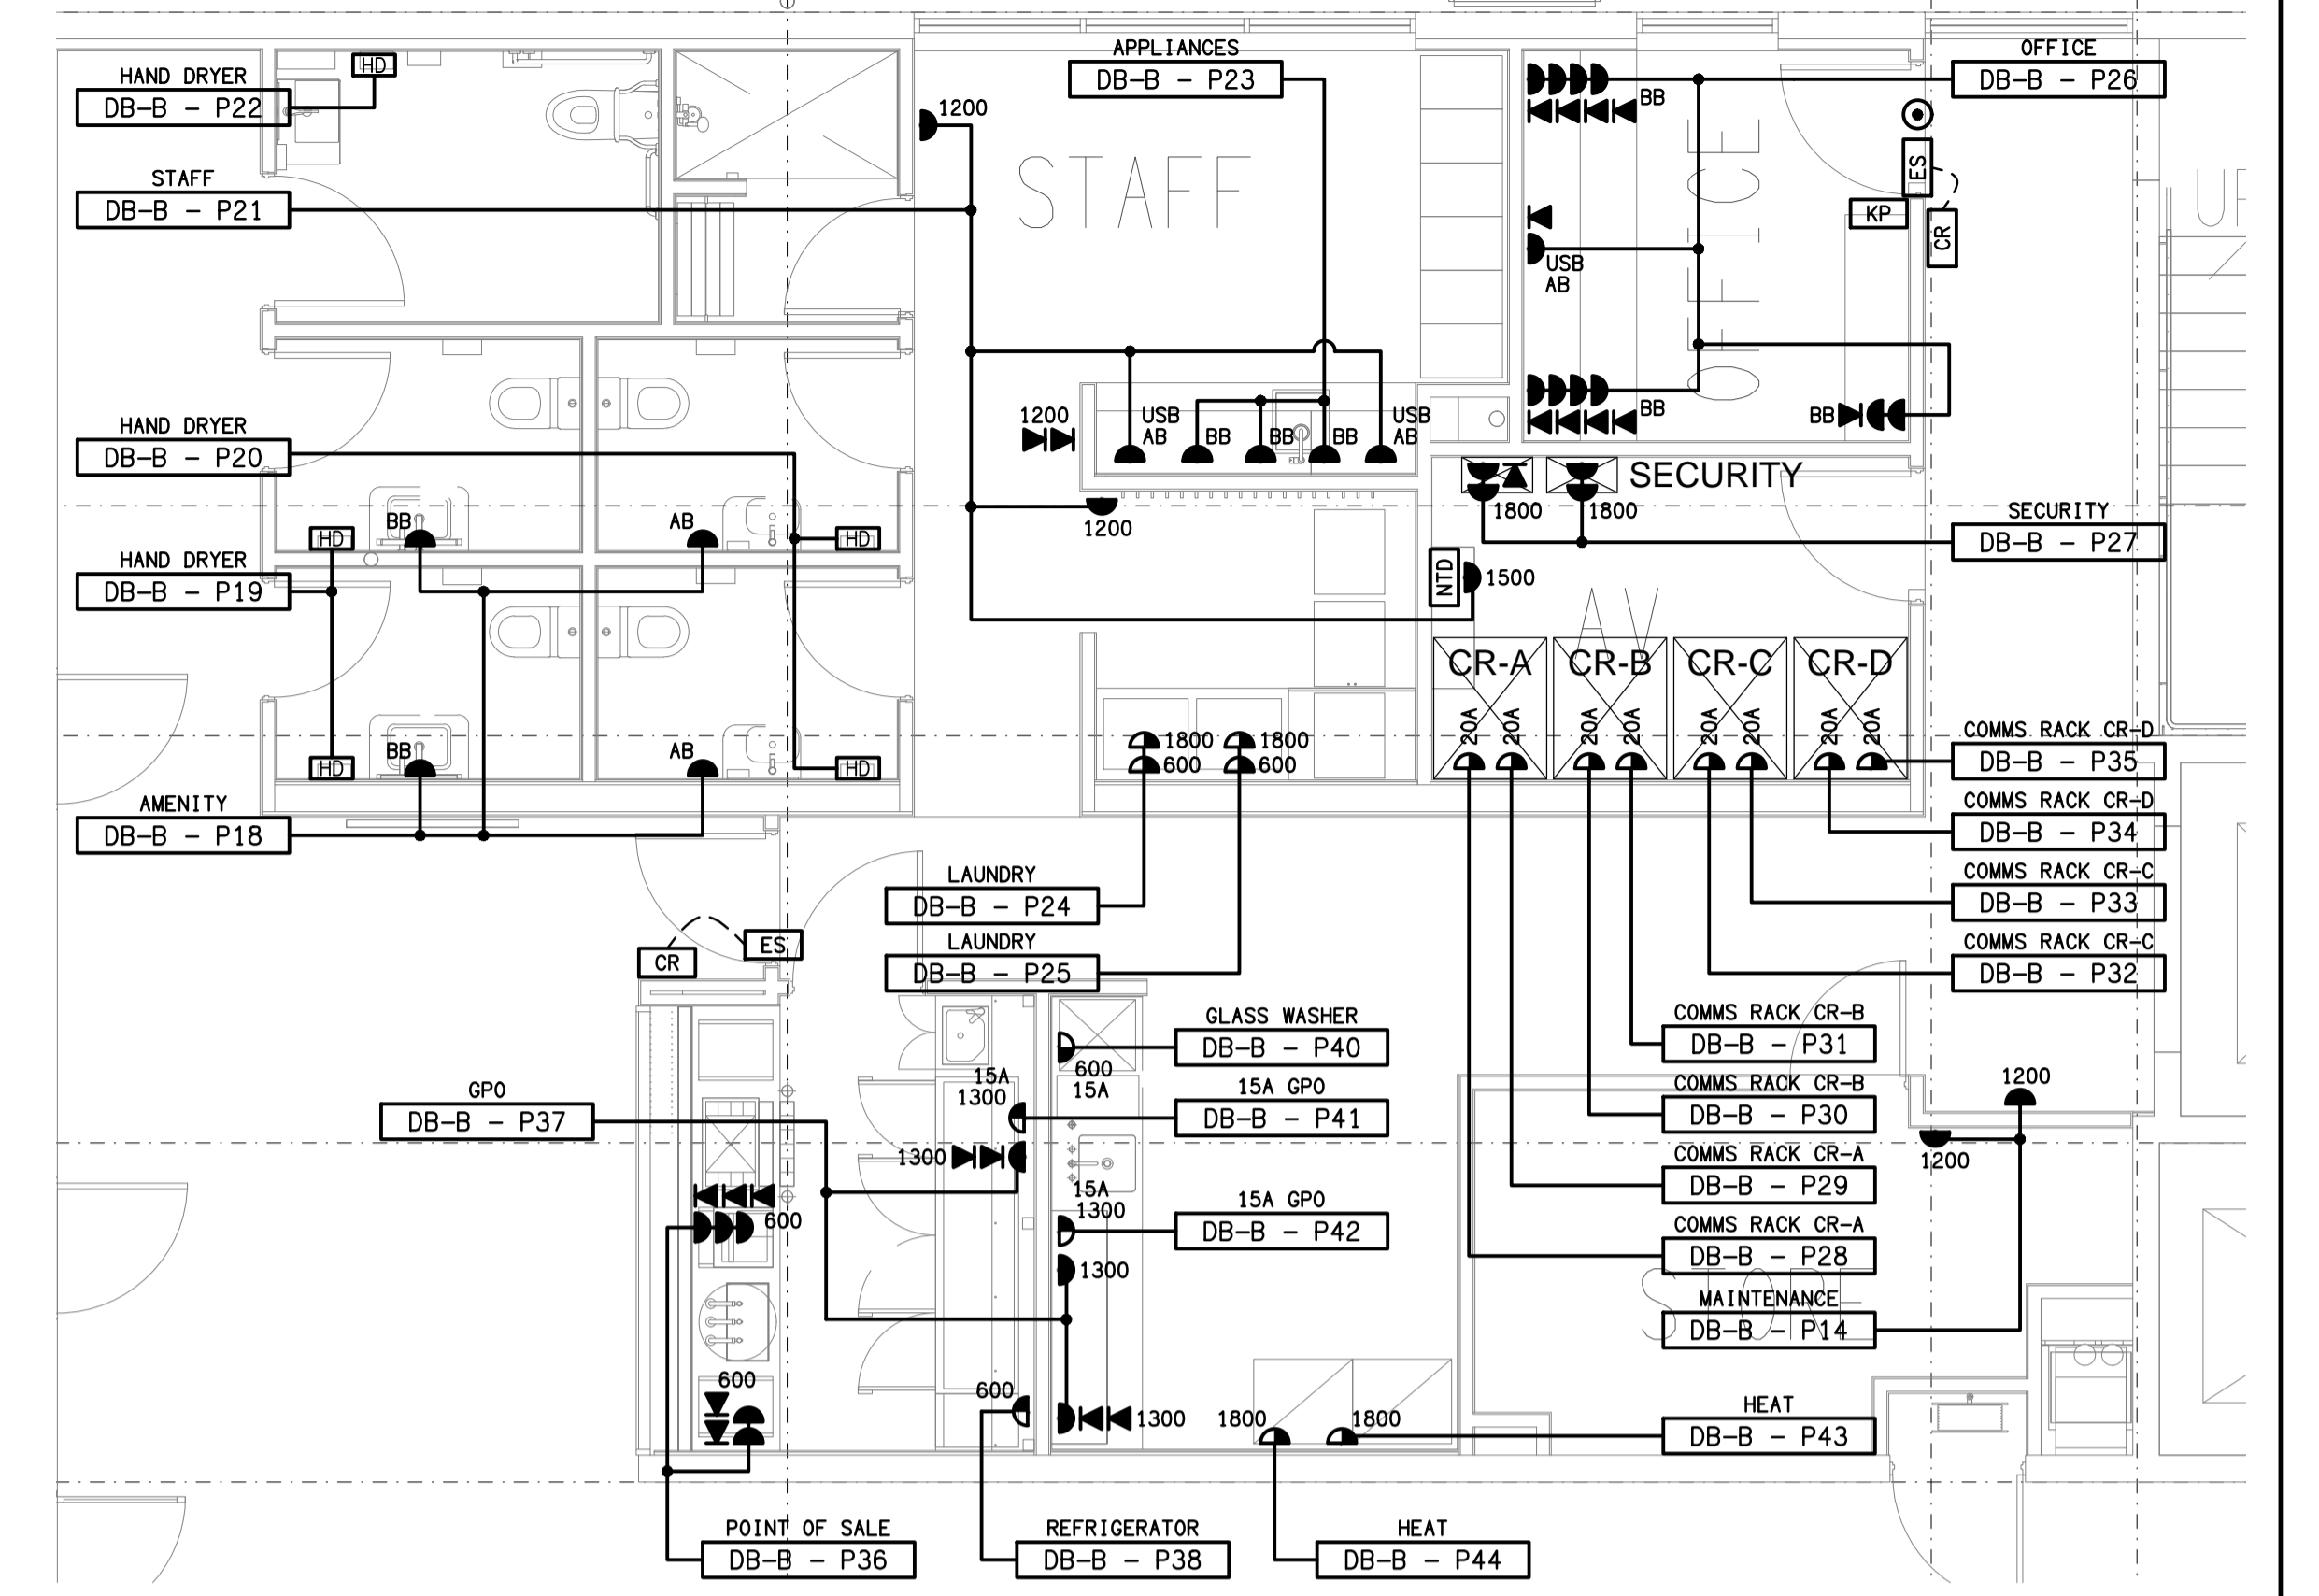 APPLIANCES
DB-B - P23
OFFICE
DB-B - P26
HAND DRYER
DB-B - P22
HD
1200
BB
STAFF
DB-B - P21
STAFF
OFFICE
ES
KP
CR
USB
AB
HAND DRYER
DB-B - P20
1200
USB
AB
BB
BB
BB
USB
AB
BB
BB
SECURITY
1800
1800
SECURITY
DB-B - P27
HD
BB
AB
HD
1200
HAND DRYER
DB-B - P19
NTD
1500
AV
CR-A
CR-B
CR-C
CR-D
20A
20A
20A
20A
20A
20A
20A
20A
HD
BB
AB
HD
1800
600
1800
600
COMMS RACK CR-D
DB-B - P35
AMENITY
DB-B - P18
COMMS RACK CR-D
DB-B - P34
LAUNDRY
DB-B - P24
COMMS RACK CR-C
DB-B - P33
CR
ES
LAUNDRY
DB-B - P25
COMMS RACK CR-C
DB-B - P32
GLASS WASHER
DB-B - P40
COMMS RACK CR-B
DB-B - P31
600
15A
15A
1300
GPO
DB-B - P37
15A GPO
DB-B - P41
COMMS RACK CR-B
DB-B - P30
1200
1300
1200
COMMS RACK CR-A
DB-B - P29
600
15A
1300
15A GPO
DB-B - P42
COMMS RACK CR-A
DB-B - P28
1300
STORE
MAINTENANCE
DB-B - P14
600
600
1300
1800
1800
HEAT
DB-B - P43
POINT OF SALE
DB-B - P36
REFRIGERATOR
DB-B - P38
HEAT
DB-B - P44